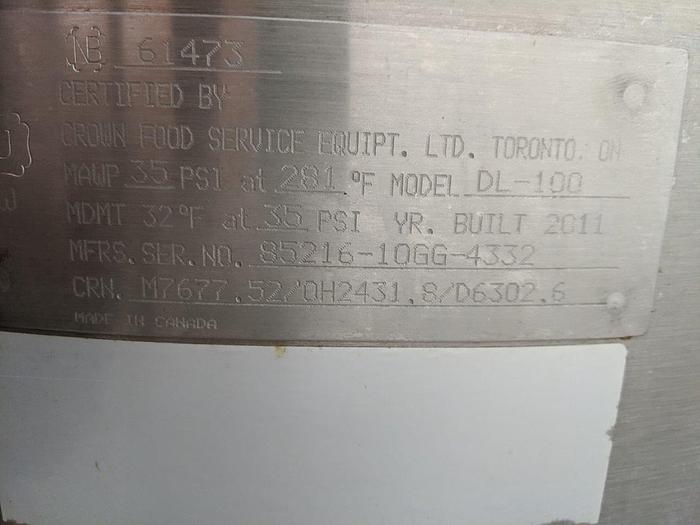 NB 61473
CERTIFIED BY
CROWN FOOD SERVICE EQUIPT. LTD. TORONTO. ON
MAWP 35 PSI at 281 °F MODEL DL-100
MDMT 32°F at 35 PSI YR. BUILT 2011
MFRS. SER. NO. 85216-10GG-4332
CRN. M7677.52/0H2431.8/D6302.6
MADE IN CANADA